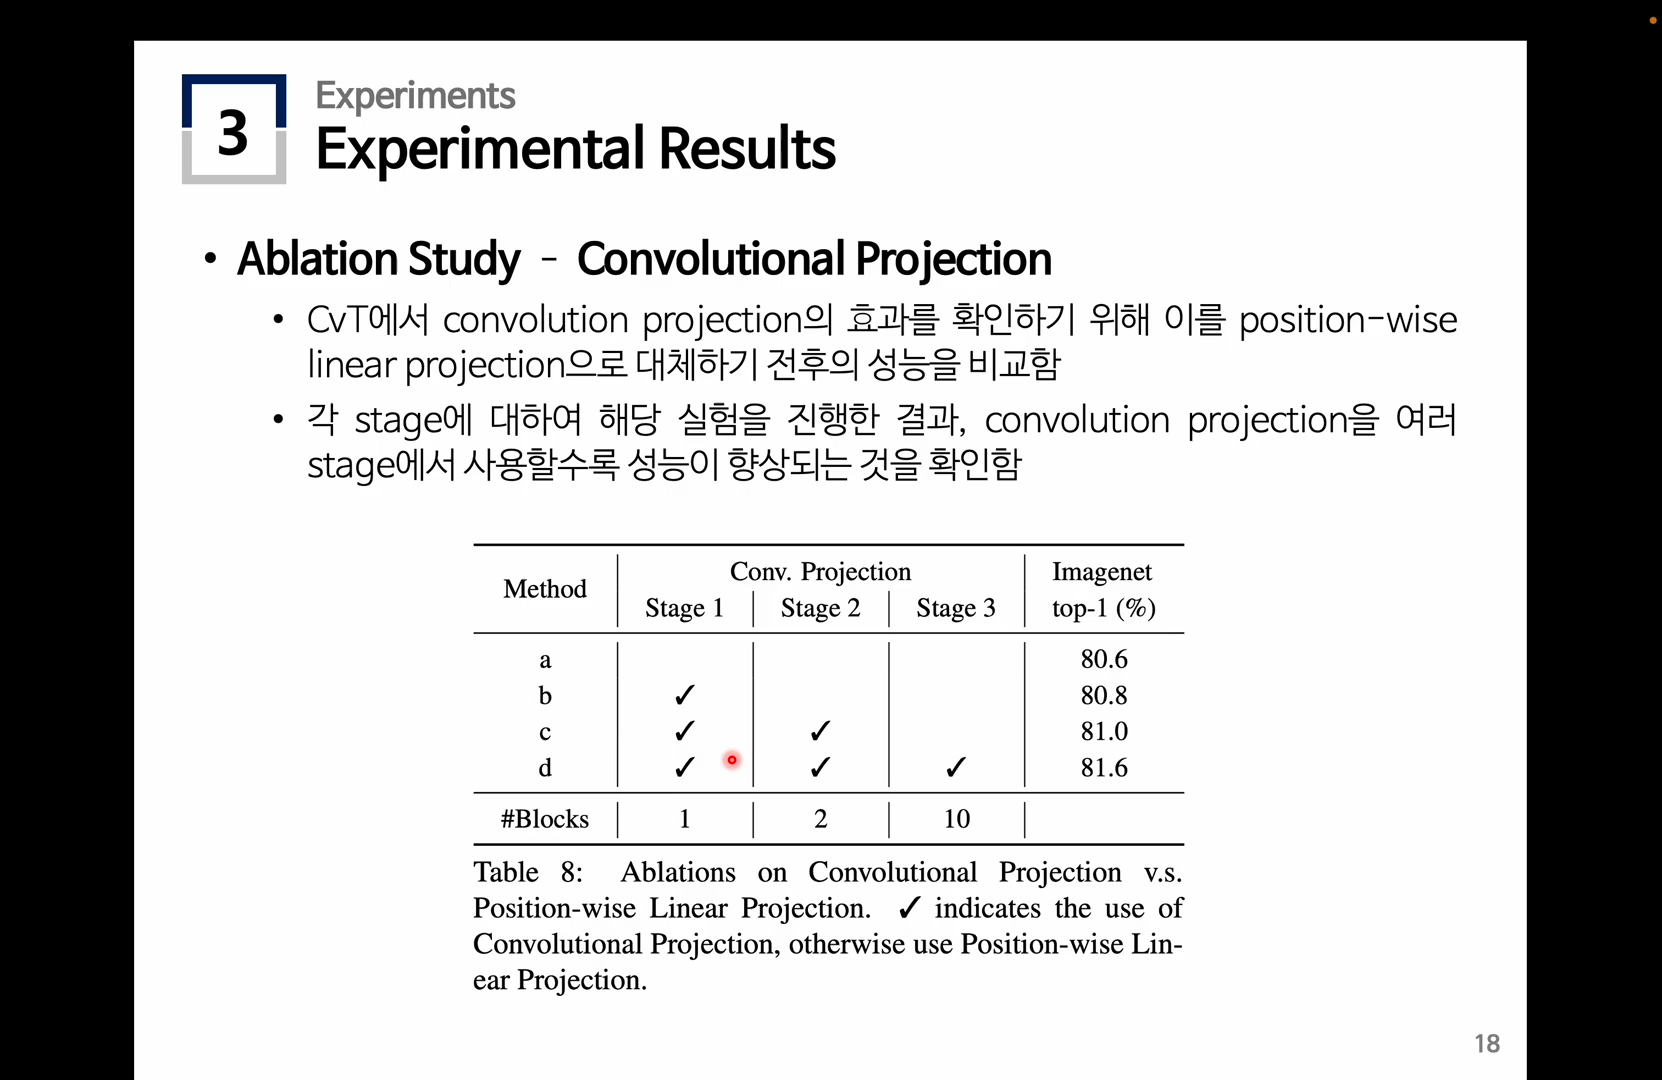 3
Experiments
Experimental Results
• Ablation Study - Convolutional Projection
• CvT에서 convolution projection의 효과를 확인하기 위해 이를 position-wise
linear projection으로 대체하기 전후의 성능을 비교함
• 각 stage에 대하여 해당 실험을 진행한 결과, convolution projection을 여러
stage에서 사용할수록 성능이 향상되는 것을 확인함
Method Conv. Projection Imagenet
Stage 1 Stage 2 Stage 3 top-1 (%)
a 80.6
b ✓ 80.8
c ✓ ✓ 81.0
d ✓ ✓ ✓ 81.6
#Blocks 1 2 10
Table 8: Ablations on Convolutional Projection v.s.
Position-wise Linear Projection. ✓ indicates the use of
Convolutional Projection, otherwise use Position-wise Lin-
ear Projection.
18